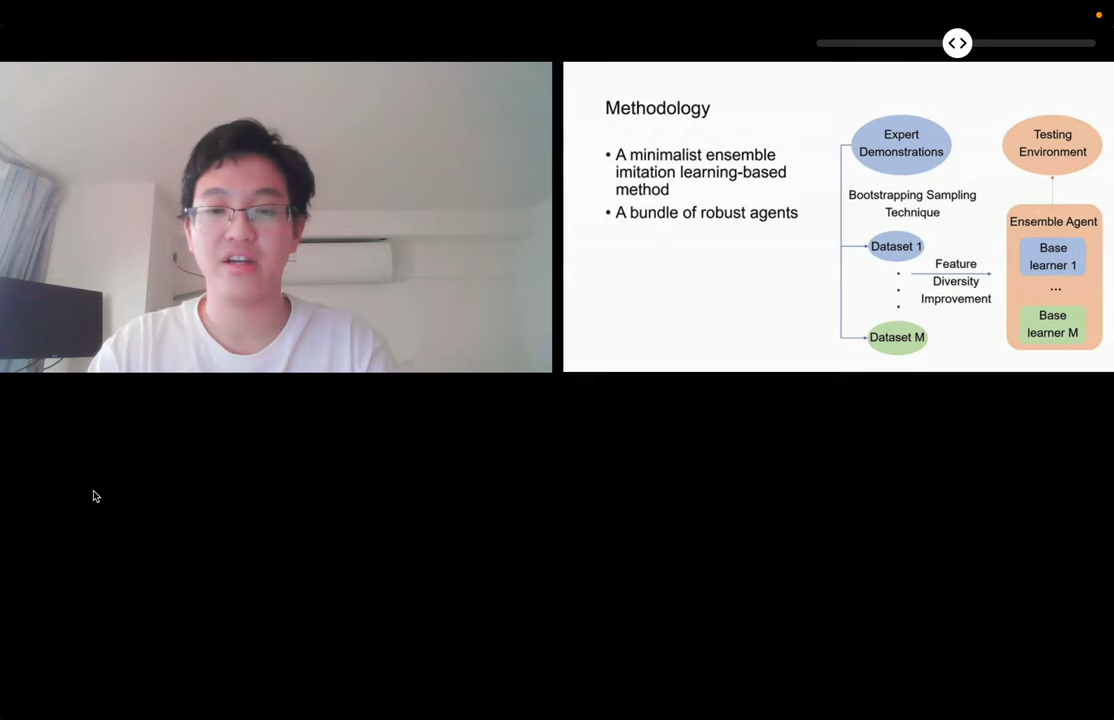 Methodology
• A minimalist ensemble
imitation learning-based
method
• A bundle of robust agents
Expert
Demonstrations
Bootstrapping Sampling
Technique
Dataset 1
Feature
Diversity
Improvement
Dataset M
Testing
Environment
Ensemble Agent
Base
learner 1
...
Base
learner M